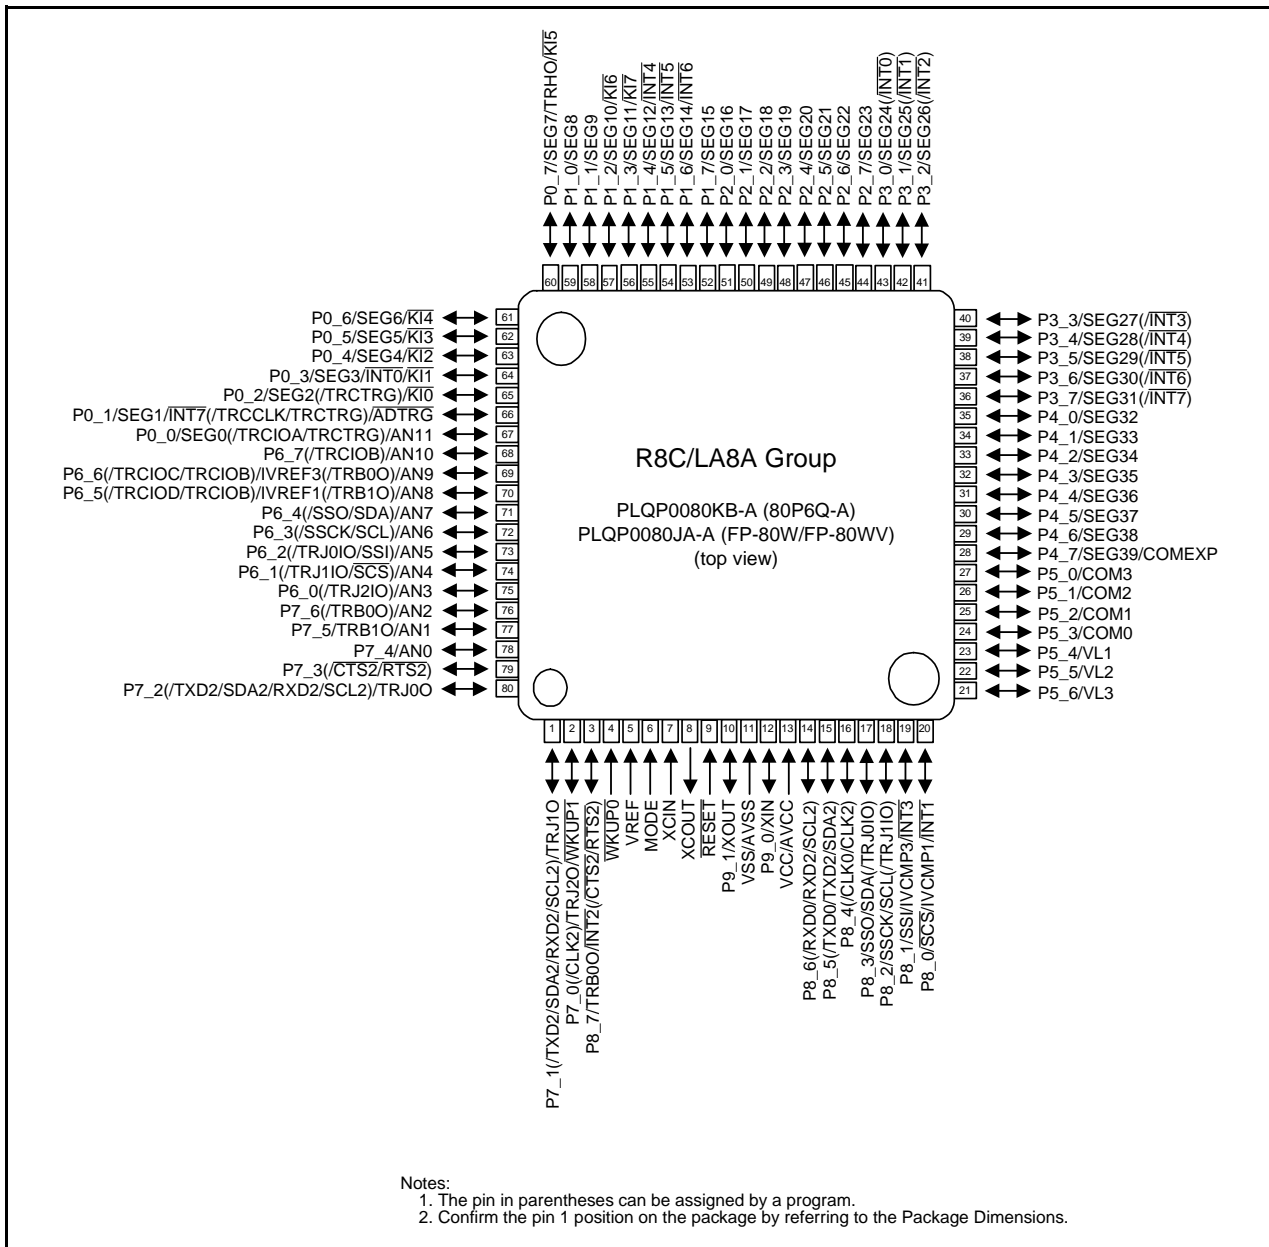 P0_7/SEG7/TRHO/KI5
P1_0/SEG8
P1_1/SEG9
P1_2/SEG10/KI6
P1_3/SEG11/KI7
P1_4/SEG12/INT4
P1_5/SEG13/INT5
P1_6/SEG14/INT6
P1_7/SEG15
P2_0/SEG16
P2_1/SEG17
P2_2/SEG18
P2_3/SEG19
P2_4/SEG20
P2_5/SEG21
P2_6/SEG22
P2_7/SEG23
P3_0/SEG24(/INT0)
P3_1/SEG25(/INT1)
P3_2/SEG26(/INT2)
60 59 58 57 56 55 54 53 52 51 50 49 48 47 46 45 44 43 42 41
P0_6/SEG6/KI4 61
P0_5/SEG5/KI3 62
P0_4/SEG4/KI2 63
P0_3/SEG3/INT0/KI1 64
P0_2/SEG2(/TRCTRG)/KI0 65
P0_1/SEG1/INT7(/TRCCLK/TRCTRG)/ADTRG 66
P0_0/SEG0(/TRCIOA/TRCTRG)/AN11 67
P6_7(/TRCIOB)/AN10 68
P6_6(/TRCIOC/TRCIOB)/IVREF3(/TRB0O)/AN9 69
P6_5(/TRCIOD/TRCIOB)/IVREF1(/TRB1O)/AN8 70
P6_4(/SSO/SDA)/AN7 71
P6_3(/SSCK/SCL)/AN6 72
P6_2(/TRJ0IO/SSI)/AN5 73
P6_1(/TRJ1IO/SCS)/AN4 74
P6_0(/TRJ2IO)/AN3 75
P7_6(/TRB0O)/AN2 76
P7_5/TRB1O/AN1 77
P7_4/AN0 78
P7_3(/CTS2/RTS2) 79
P7_2(/TXD2/SDA2/RXD2/SCL2)/TRJ0O 80
R8C/LA8A Group
PLQP0080KB-A (80P6Q-A)
PLQP0080JA-A (FP-80W/FP-80WV)
(top view)
40 P3_3/SEG27(/INT3)
39 P3_4/SEG28(/INT4)
38 P3_5/SEG29(/INT5)
37 P3_6/SEG30(/INT6)
36 P3_7/SEG31(/INT7)
35 P4_0/SEG32
34 P4_1/SEG33
33 P4_2/SEG34
32 P4_3/SEG35
31 P4_4/SEG36
30 P4_5/SEG37
29 P4_6/SEG38
28 P4_7/SEG39/COMEXP
27 P5_0/COM3
26 P5_1/COM2
25 P5_2/COM1
24 P5_3/COM0
23 P5_4/VL1
22 P5_5/VL2
21 P5_6/VL3
1 2 3 4 5 6 7 8 9 10 11 12 13 14 15 16 17 18 19 20
P7_1(/TXD2/SDA2/RXD2/SCL2)/TRJ1O
P7_0(/CLK2)/TRJ2O/WKUP1
P8_7/TRB0O/INT2(/CTS2/RTS2)
WKUP0
VREF
MODE
XCIN
XCOUT
RESET
P9_1/XOUT
VSS/AVSS
P9_0/XIN
VCC/AVCC
P8_6(/RXD0/RXD2/SCL2)
P8_5(/TXD0/TXD2/SDA2)
P8_4(/CLK0/CLK2)
P8_3/SSO/SDA(/TRJ0IO)
P8_2/SSCK/SCL(/TRJ1IO)
P8_1/SSI/IVCMP3/INT3
P8_0/SCS/IVCMP1/INT1
Notes:
1. The pin in parentheses can be assigned by a program.
2. Confirm the pin 1 position on the package by referring to the Package Dimensions.